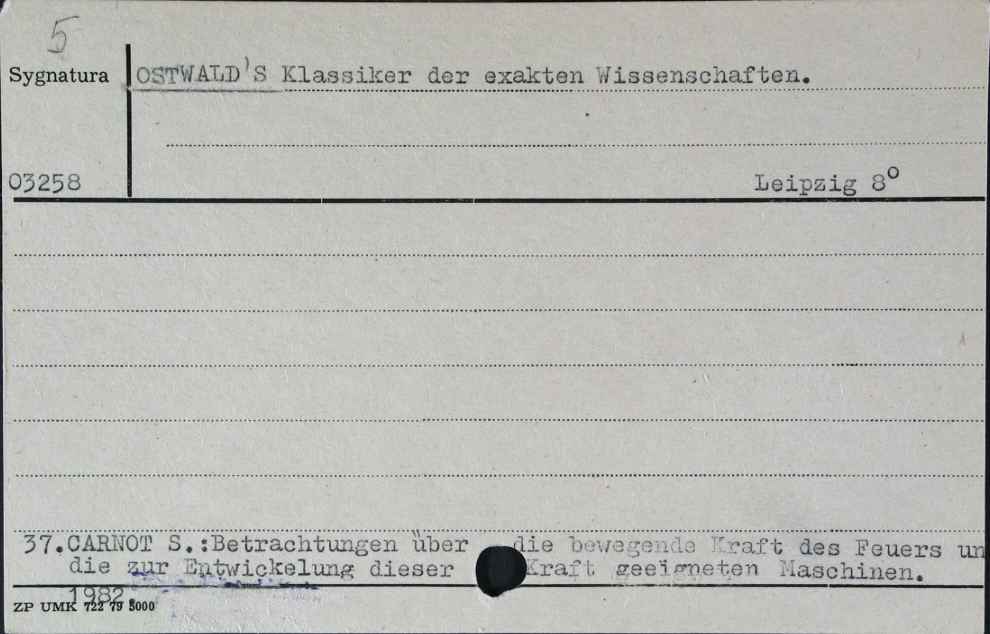 5
Sygnatura
OSTWALD'S Klassiker der exakten Wissenschaften.
03258
Leipzig 8°
37.CARNOT S.:Betrachtungen über die bewegende Kraft des Feuers un
die zur Entwickelung dieser Kraft geeigneten Maschinen.
1982
ZP UMK 722 79 5000